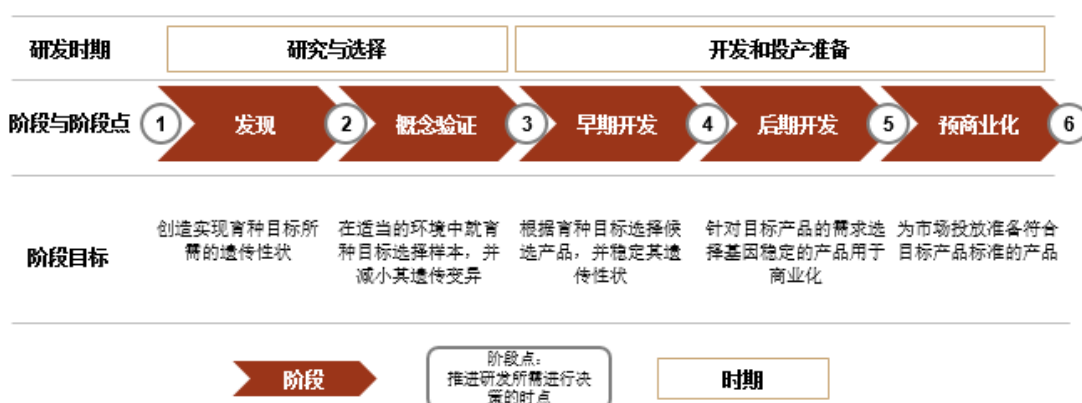 研发时期
研究与选择
开发和投产准备
阶段与阶段点
1
发现
2
概念验证
3
早期开发
4
后期开发
5
预商业化
6
阶段目标
创造实现育种目标所
需的遗传性状
在适当的环境中就育
种目标选择样本，并
减小其遗传变异
根据育种目标选择候
选产品，并稳定其遗
传性状
针对目标产品的需求选
择基因稳定的产品用于
商业化
为市场投放准备符合
目标产品标准的产品
阶段
阶段点：
推进研发所需进行决
策的时点
时期